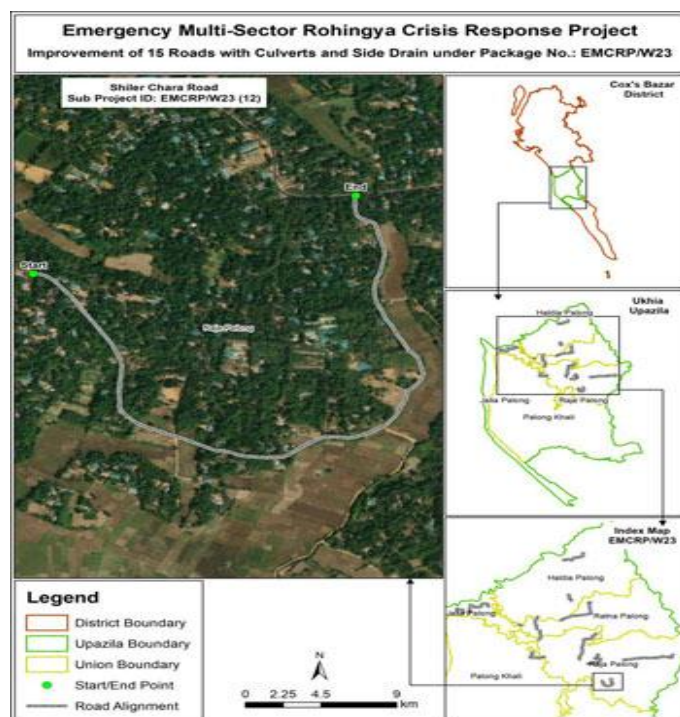 Emergency Multi-Sector Rohingya Crisis Response Project
Improvement of 15 Roads with Culverts and Side Drain under Package No.: EMCRP/W23
Shiler Chara Road
Sub Project ID: EMCRP/W23 (12)
End
Start
Raja Palong
Cox's Bazar
District
Ukhia
Upazila
Haldia Palong
Jalia Palong
Raja Palong
Palong Khali
Index Map
EMCRP/W23
Haldia Palong
Jalia Palong
Ratna Palong
Raja Palong
Palong Khali
Legend
District Boundary
Upazila Boundary
Union Boundary
Start/End Point
Road Alignment
N
0 2.25 4.5 9
km